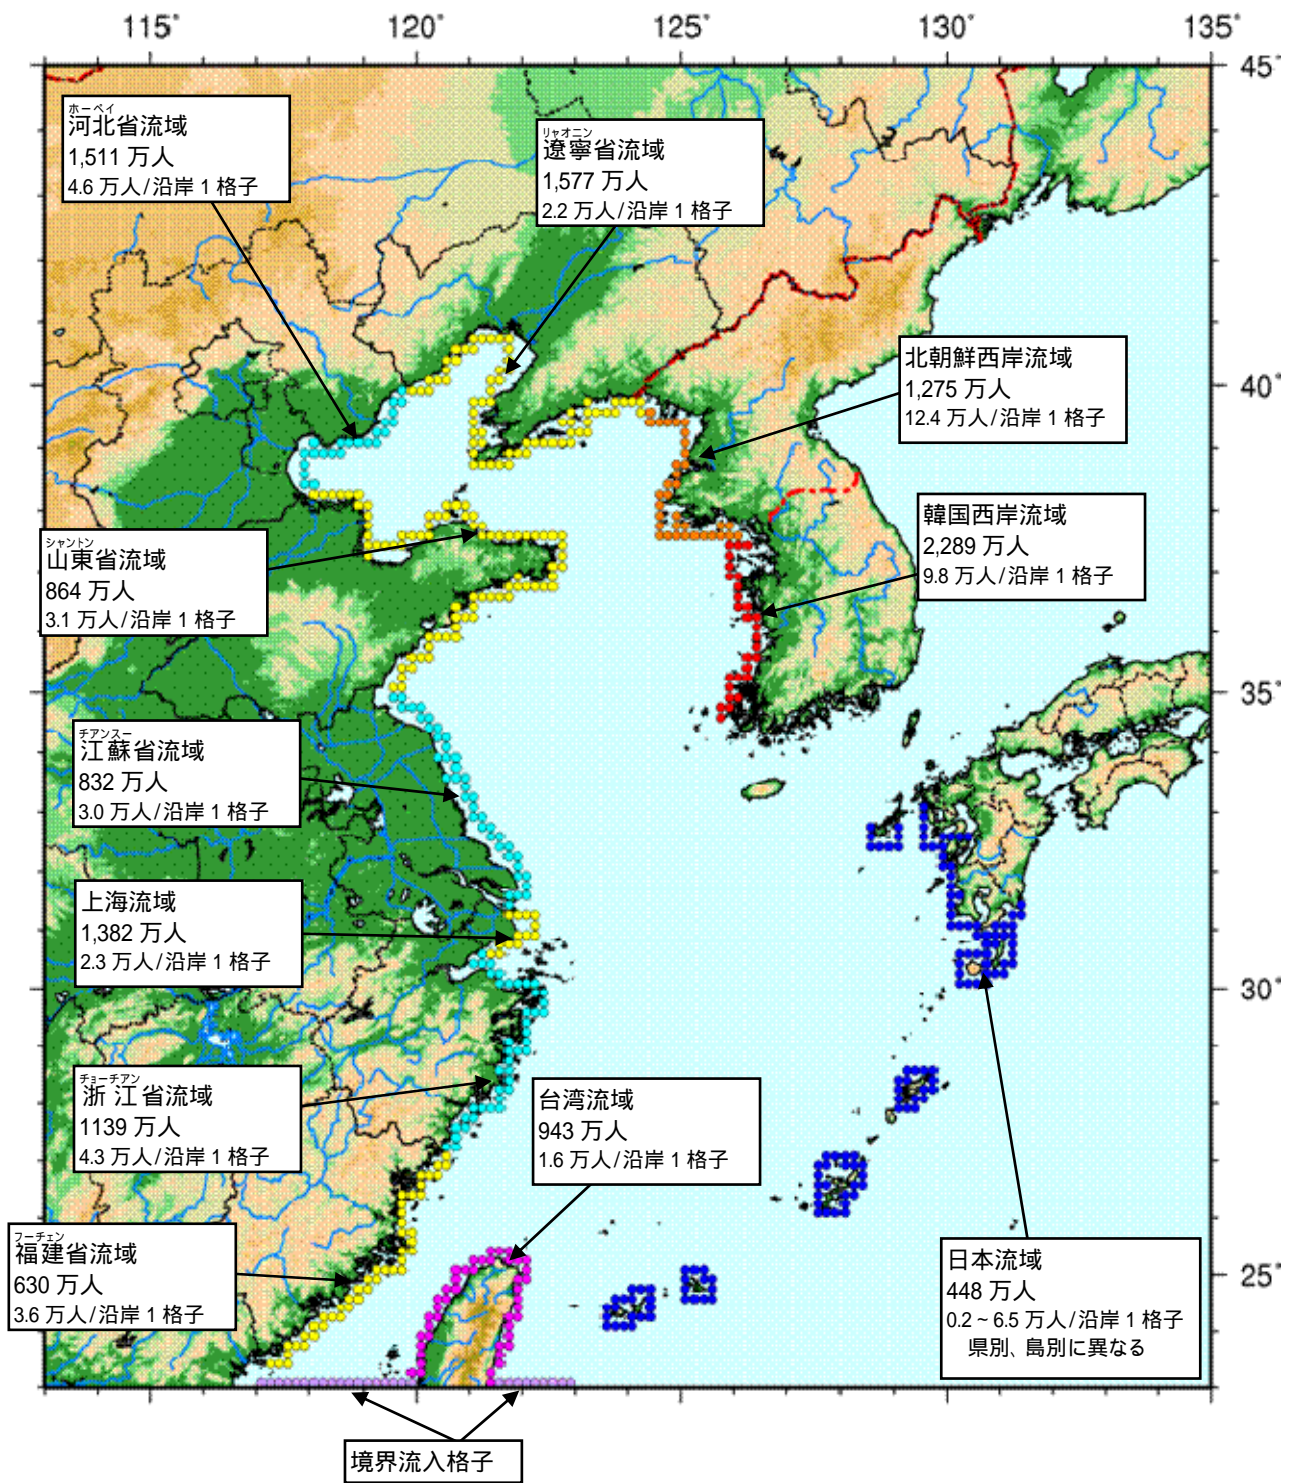 115°
120°
125°
130°
135°
45°
ホーベイ
河北省流域
1,511 万人
4.6 万人/沿岸 1 格子
リャオニン
遼寧省流域
1,577 万人
2.2 万人/沿岸 1 格子
北朝鮮西岸流域
1,275 万人
12.4 万人/沿岸 1 格子
40°
韓国西岸流域
2,289 万人
9.8 万人/沿岸 1 格子
シャントン
山東省流域
864 万人
3.1 万人/沿岸 1 格子
35°
チアンスー
江蘇省流域
832 万人
3.0 万人/沿岸 1 格子
上海流域
1,382 万人
2.3 万人/沿岸 1 格子
30°
チョーチアン
浙江省流域
1139 万人
4.3 万人/沿岸 1 格子
台湾流域
943 万人
1.6 万人/沿岸 1 格子
フーチェン
福建省流域
630 万人
3.6 万人/沿岸 1 格子
日本流域
448 万人
0.2~6.5 万人/沿岸 1 格子
県別、島別に異なる
25°
115°
120°
125°
130°
135°
境界流入格子